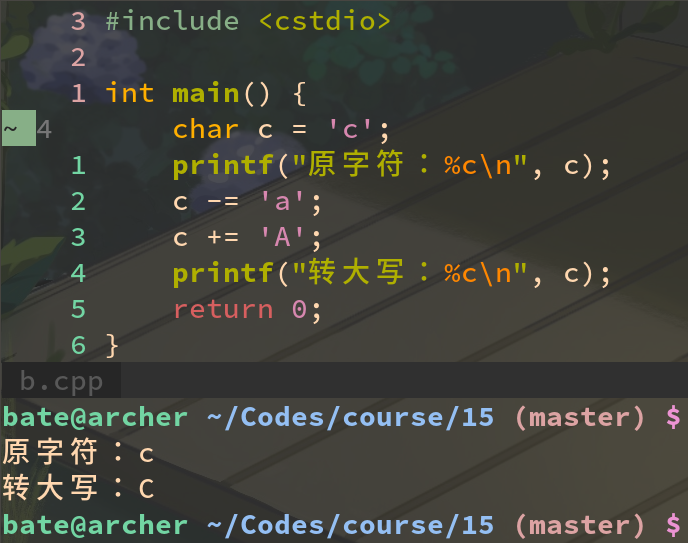 3 #include <cstdio>
2
1 int main() {
~ 4 char c = 'c';
1 printf("原字符：%c\n", c);
2 c -= 'a';
3 c += 'A';
4 printf("转大写：%c\n", c);
5 return 0;
6 }
b.cpp
bate@archer ~/Codes/course/15 (master) $
原字符：c
转大写：C
bate@archer ~/Codes/course/15 (master) $